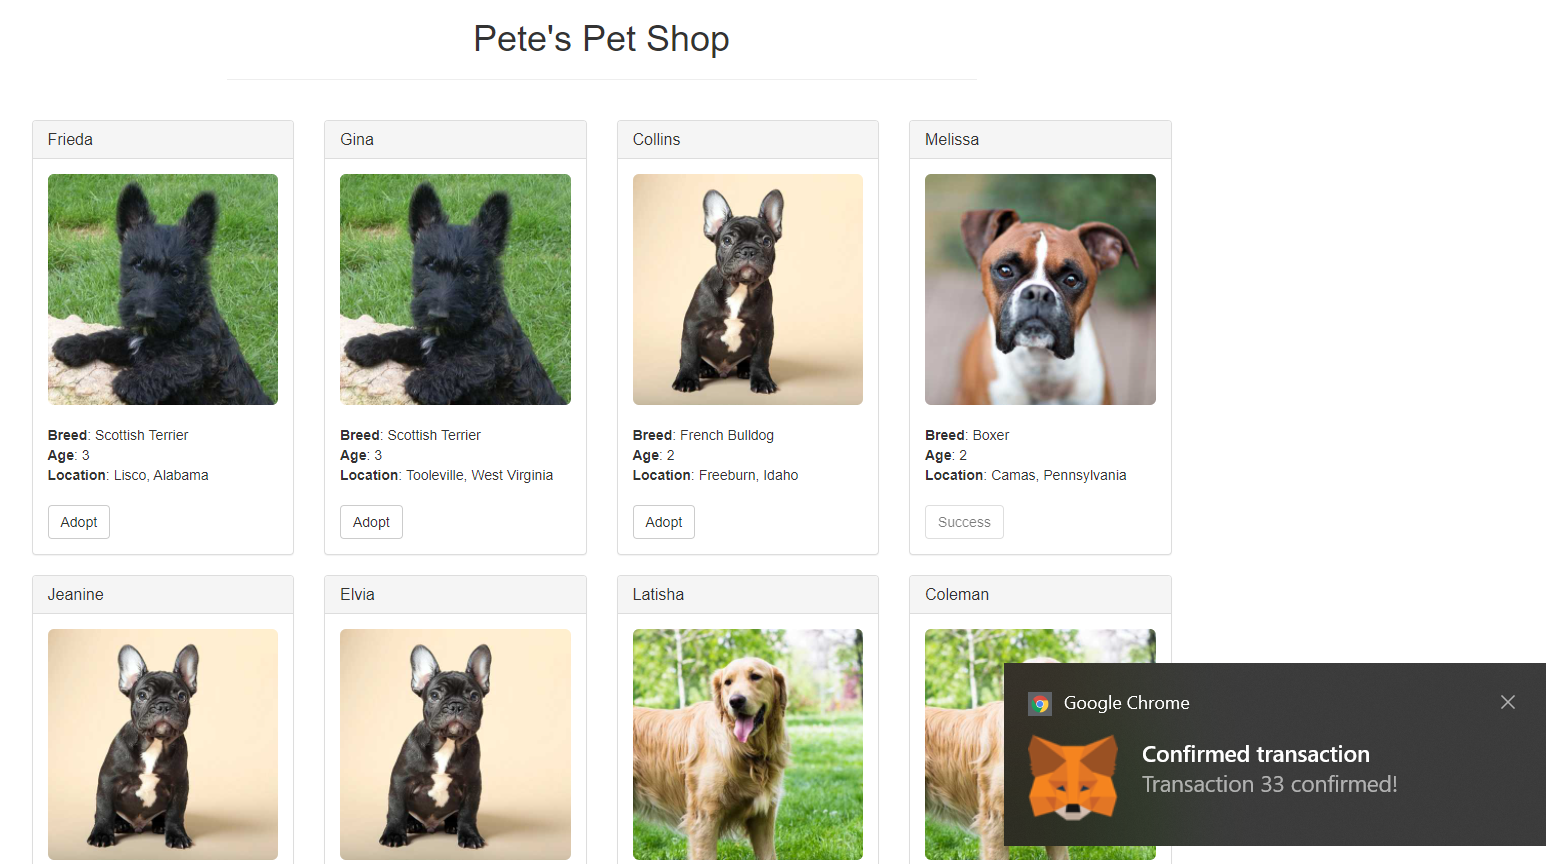 Pete's Pet Shop
Frieda
Breed: Scottish Terrier
Age: 3
Location: Lisco, Alabama
Adopt
Gina
Breed: Scottish Terrier
Age: 3
Location: Tooleville, West Virginia
Adopt
Collins
Breed: French Bulldog
Age: 2
Location: Freeburn, Idaho
Adopt
Melissa
Breed: Boxer
Age: 2
Location: Camas, Pennsylvania
Success
Jeanine
Elvia
Latisha
Coleman
Google Chrome
Confirmed transaction
Transaction 33 confirmed!